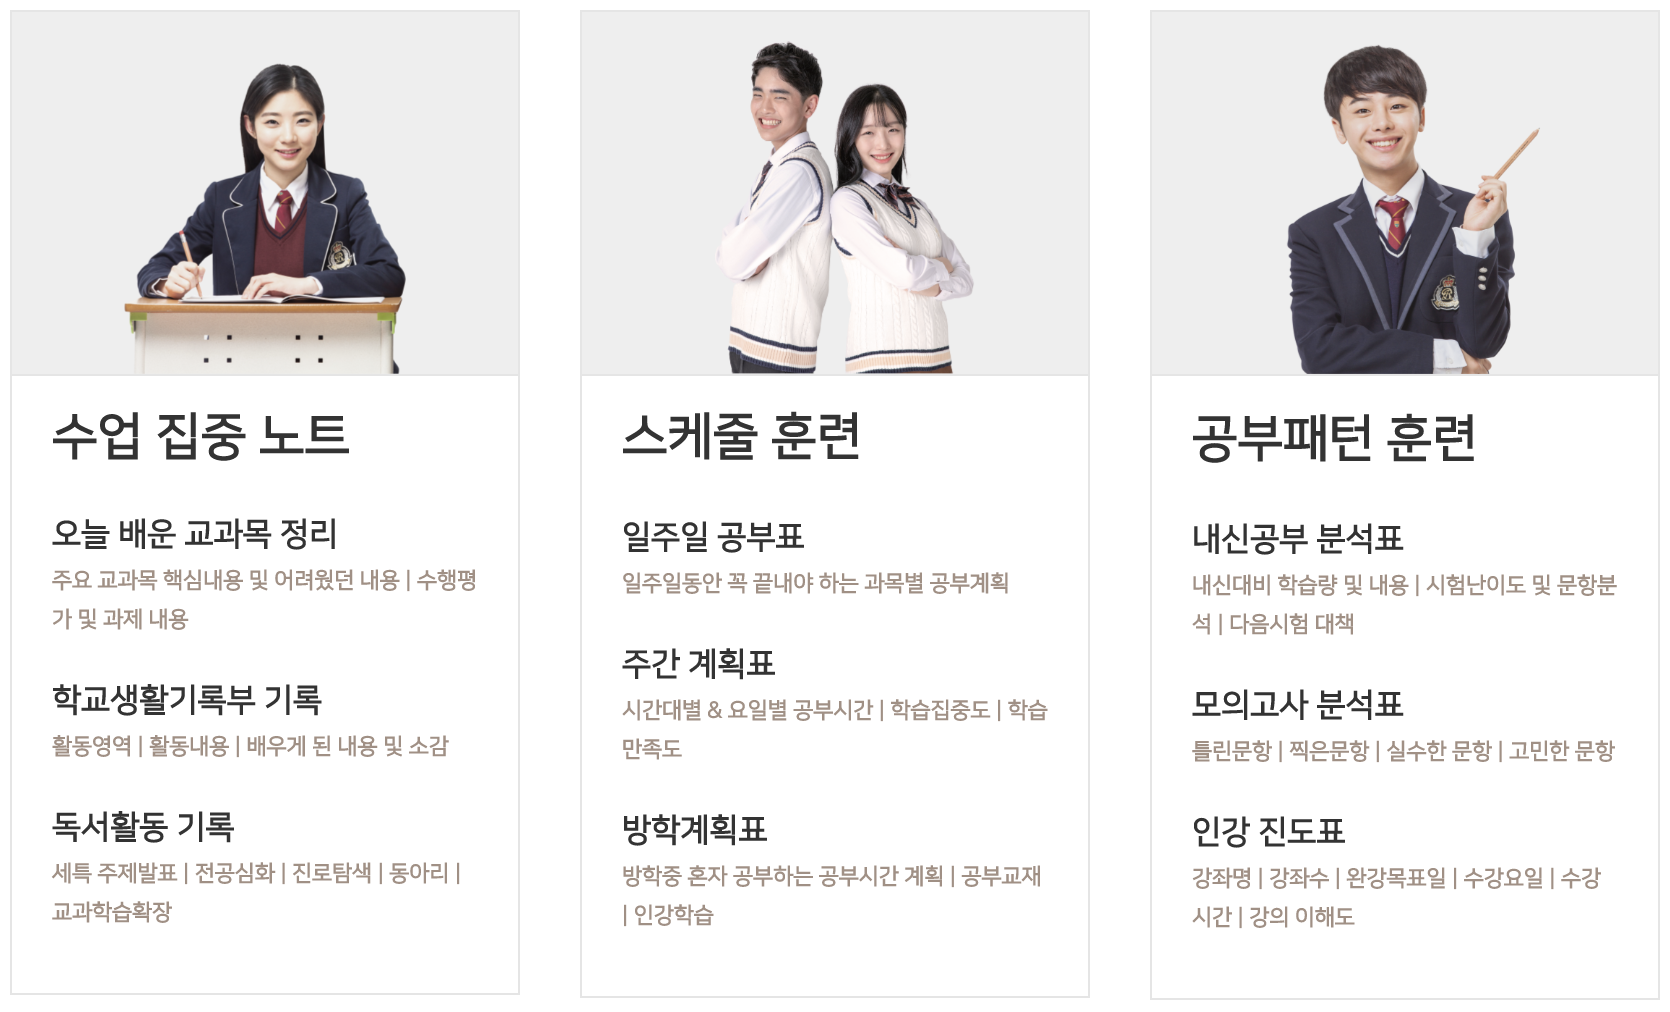 수업 집중 노트
오늘 배운 교과목 정리
주요 교과목 핵심내용 및 어려웠던 내용 | 수행평
가 및 과제 내용
학교생활기록부 기록
활동영역 | 활동내용 | 배우게 된 내용 및 소감
독서활동 기록
세특 주제발표 | 전공심화 | 진로탐색 | 동아리 |
교과학습확장
스케줄 훈련
일주일 공부표
일주일동안 꼭 끝내야 하는 과목별 공부계획
주간 계획표
시간대별 & 요일별 공부시간 | 학습집중도 | 학습
만족도
방학계획표
방학중 혼자 공부하는 공부시간 계획 | 공부교재
| 인강학습
공부패턴 훈련
내신공부 분석표
내신대비 학습량 및 내용 | 시험난이도 및 문항분
석 | 다음시험 대책
모의고사 분석표
틀린문항 | 찍은문항 | 실수한 문항 | 고민한 문항
인강 진도표
강좌명 | 강좌수 | 완강목표일 | 수강요일 | 수강
시간 | 강의 이해도